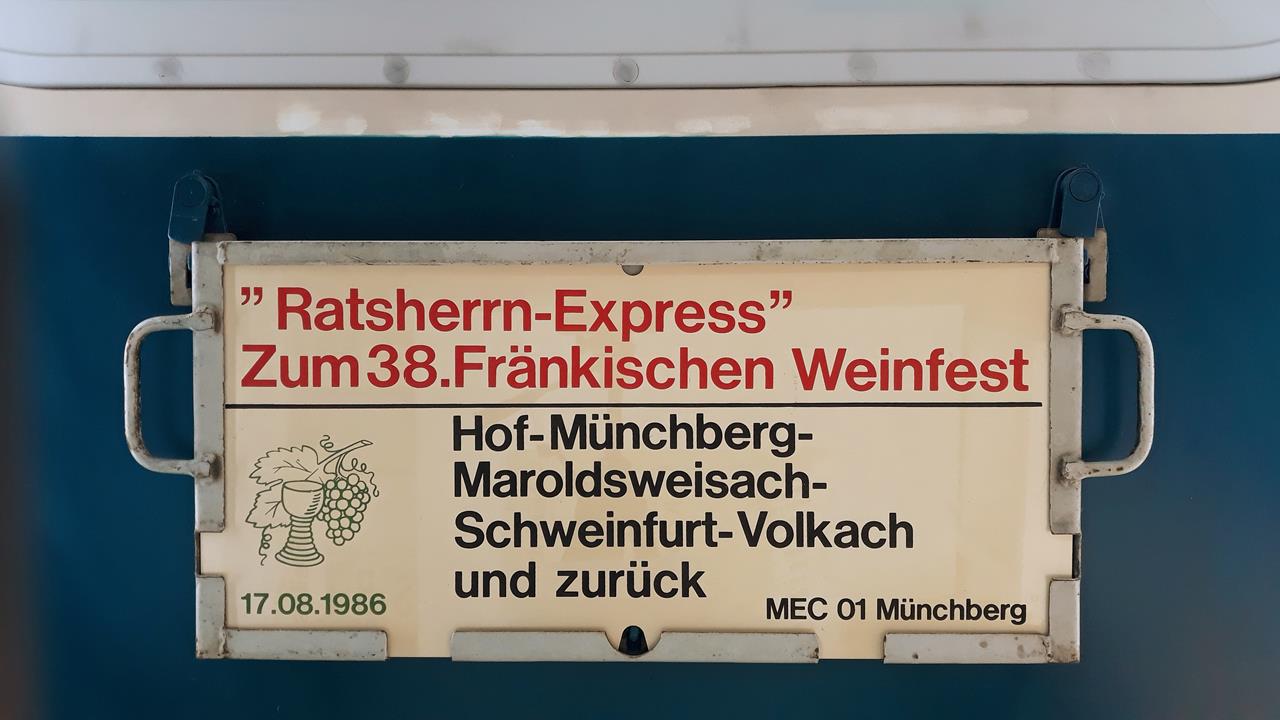 ” Ratsherrn-Express”
Zum 38. Fränkischen Weinfest
Hof-Münchberg-
Maroldsweisach-
Schweinfurt-Volkach
und zurück
17.08.1986
MEC 01 Münchberg